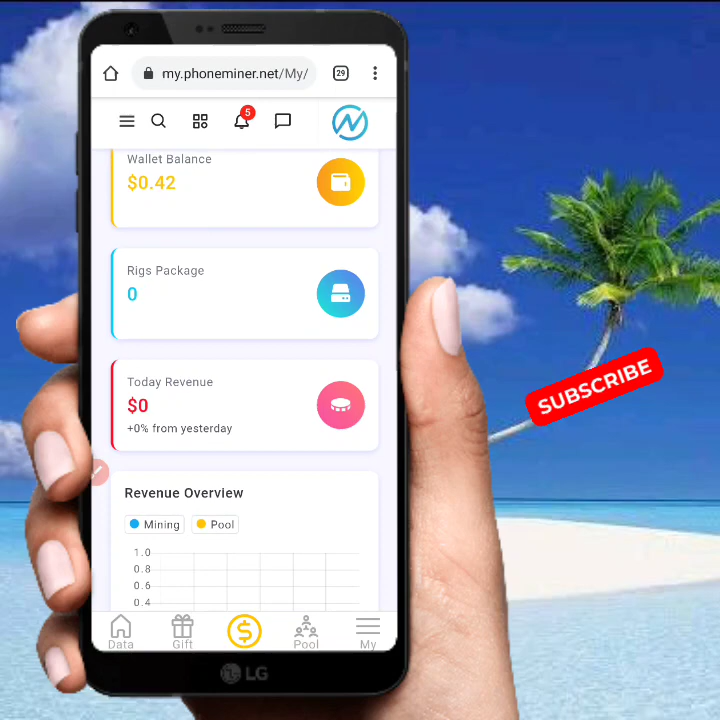 my.phoneminer.net/My/
29
5
Wallet Balance
$0.42
Rigs Package
0
Today Revenue
$0
+0% from yesterday
SUBSCRIBE
Revenue Overview
Mining
Pool
1.0
0.8
0.6
0.4
Data
Gift
Pool
My
LG